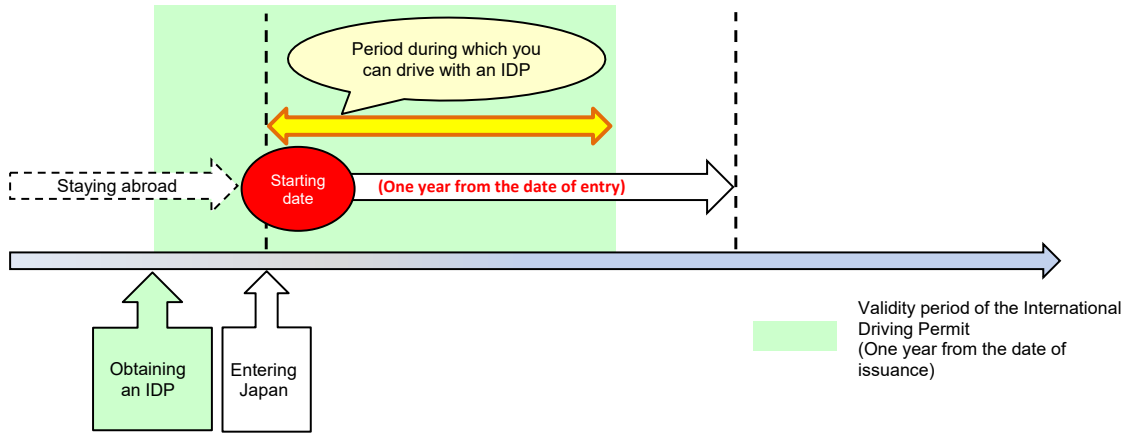 Period during which you
can drive with an IDP
Staying abroad
Starting
date
(One year from the date of entry)
Obtaining
an IDP
Entering
Japan
Validity period of the International
Driving Permit
(One year from the date of
issuance)